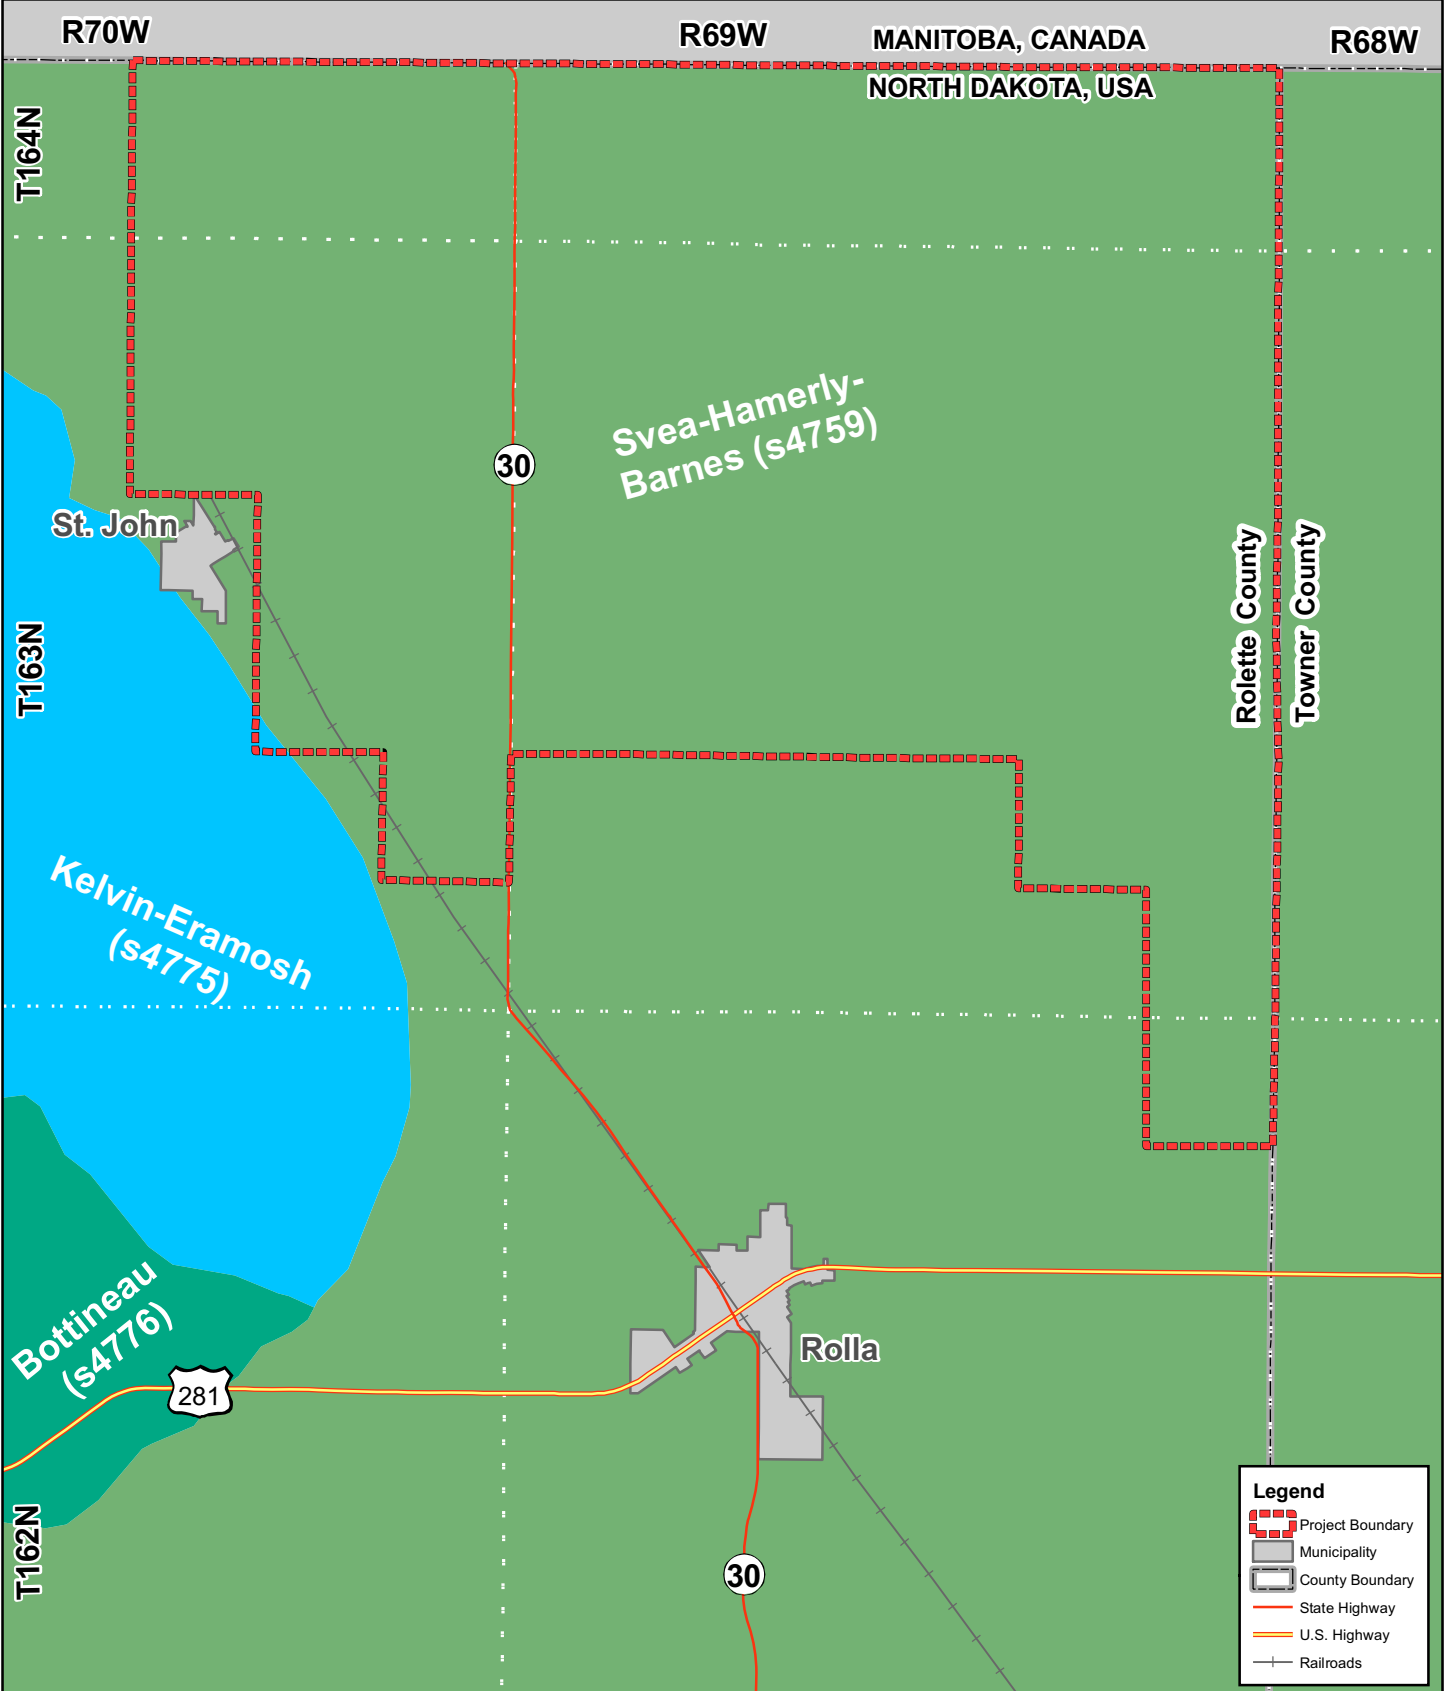 R70W
R69W
MANITOBA, CANADA
R68W
NORTH DAKOTA, USA
T164N
Svea-Hamerly-
Barnes (s4759)
30
St. John
Rolette County
Towner County
T163N
Kelvin-Eramosh
(s4775)
Bottineau
(s4776)
281
Rolla
T162N
30
Legend
Project Boundary
Municipality
County Boundary
State Highway
U.S. Highway
Railroads